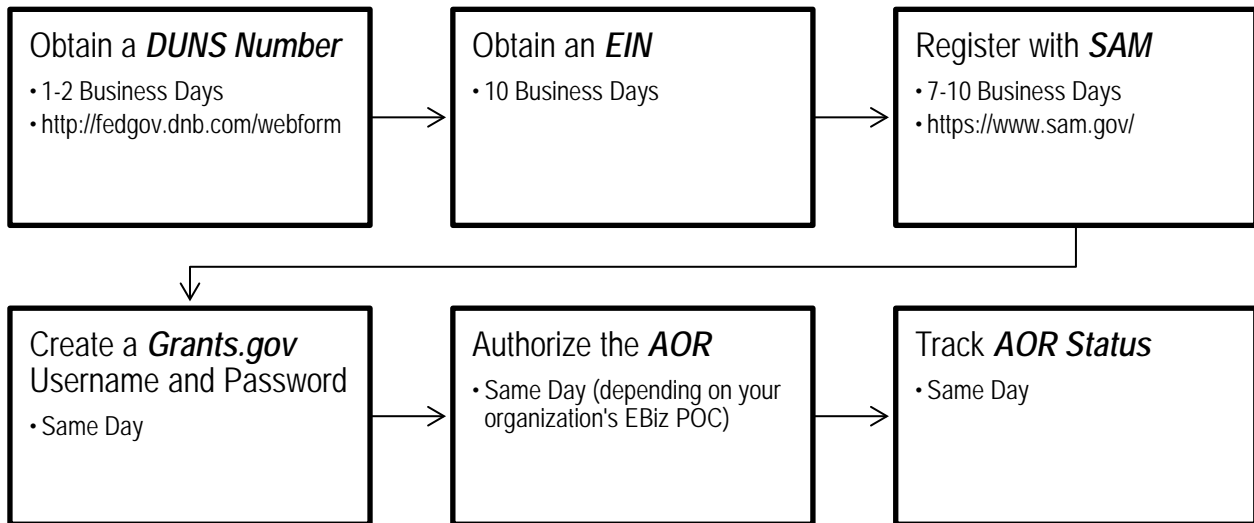 Obtain a DUNS Number
• 1-2 Business Days
• http://fedgov.dnb.com/webform
Obtain an EIN
• 10 Business Days
Register with SAM
• 7-10 Business Days
• https://www.sam.gov/
Create a Grants.gov
Username and Password
• Same Day
Authorize the AOR
• Same Day (depending on your
organization's EBiz POC)
Track AOR Status
• Same Day